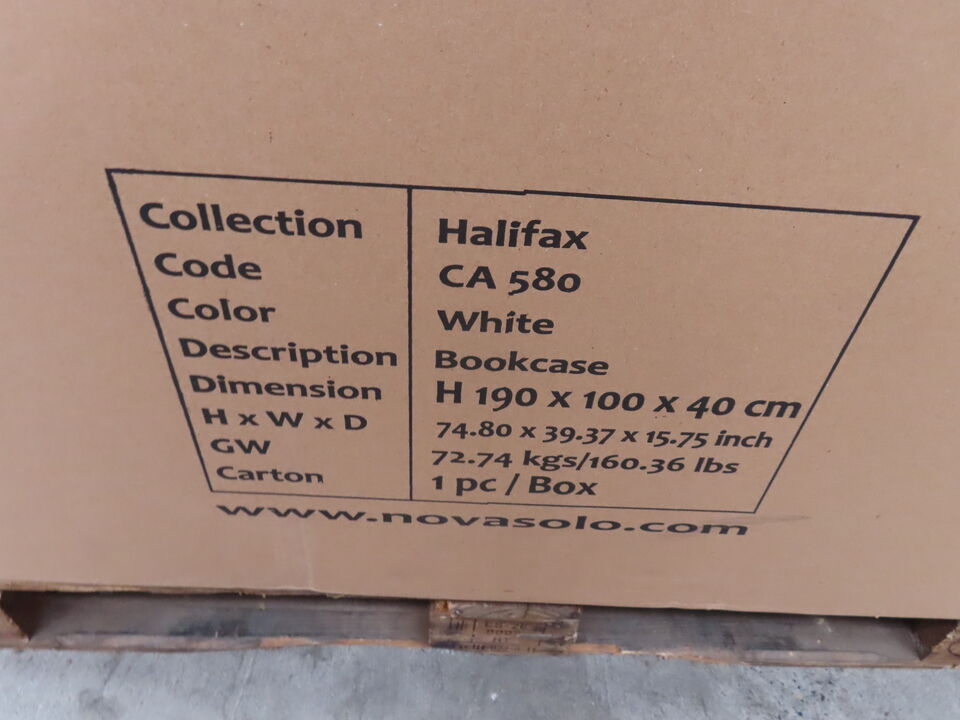 Collection Halifax
Code CA 580
Color White
Description Bookcase
Dimension H 190 x 100 x 40 cm
H x W x D 74.80 x 39.37 x 15.75 inch
GW 72.74 kgs/160.36 lbs
Carton 1 pc / Box
www.novasolo.com